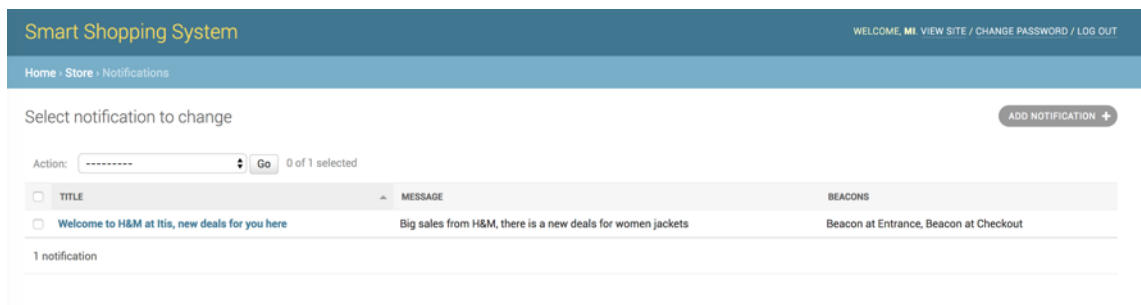 Smart Shopping System
WELCOME, MI. VIEW SITE / CHANGE PASSWORD / LOG OUT
Home › Store › Notifications
Select notification to change
ADD NOTIFICATION +
Action: --------- Go 0 of 1 selected
TITLE MESSAGE BEACONS
Welcome to H&M at Itis, new deals for you here Big sales from H&M, there is a new deals for women jackets Beacon at Entrance, Beacon at Checkout
1 notification